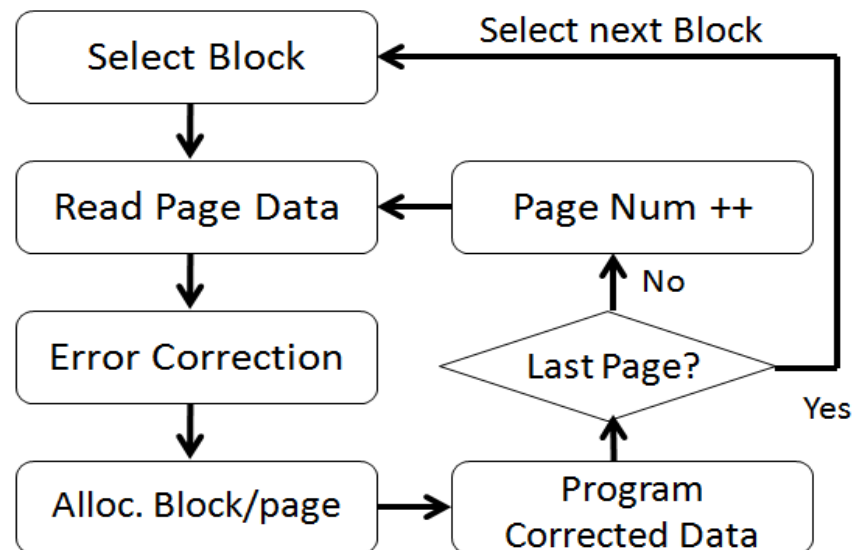 Select Block
Select next Block
Read Page Data
Page Num ++
No
Error Correction
Last Page?
Yes
Alloc. Block/page
Program
Corrected Data